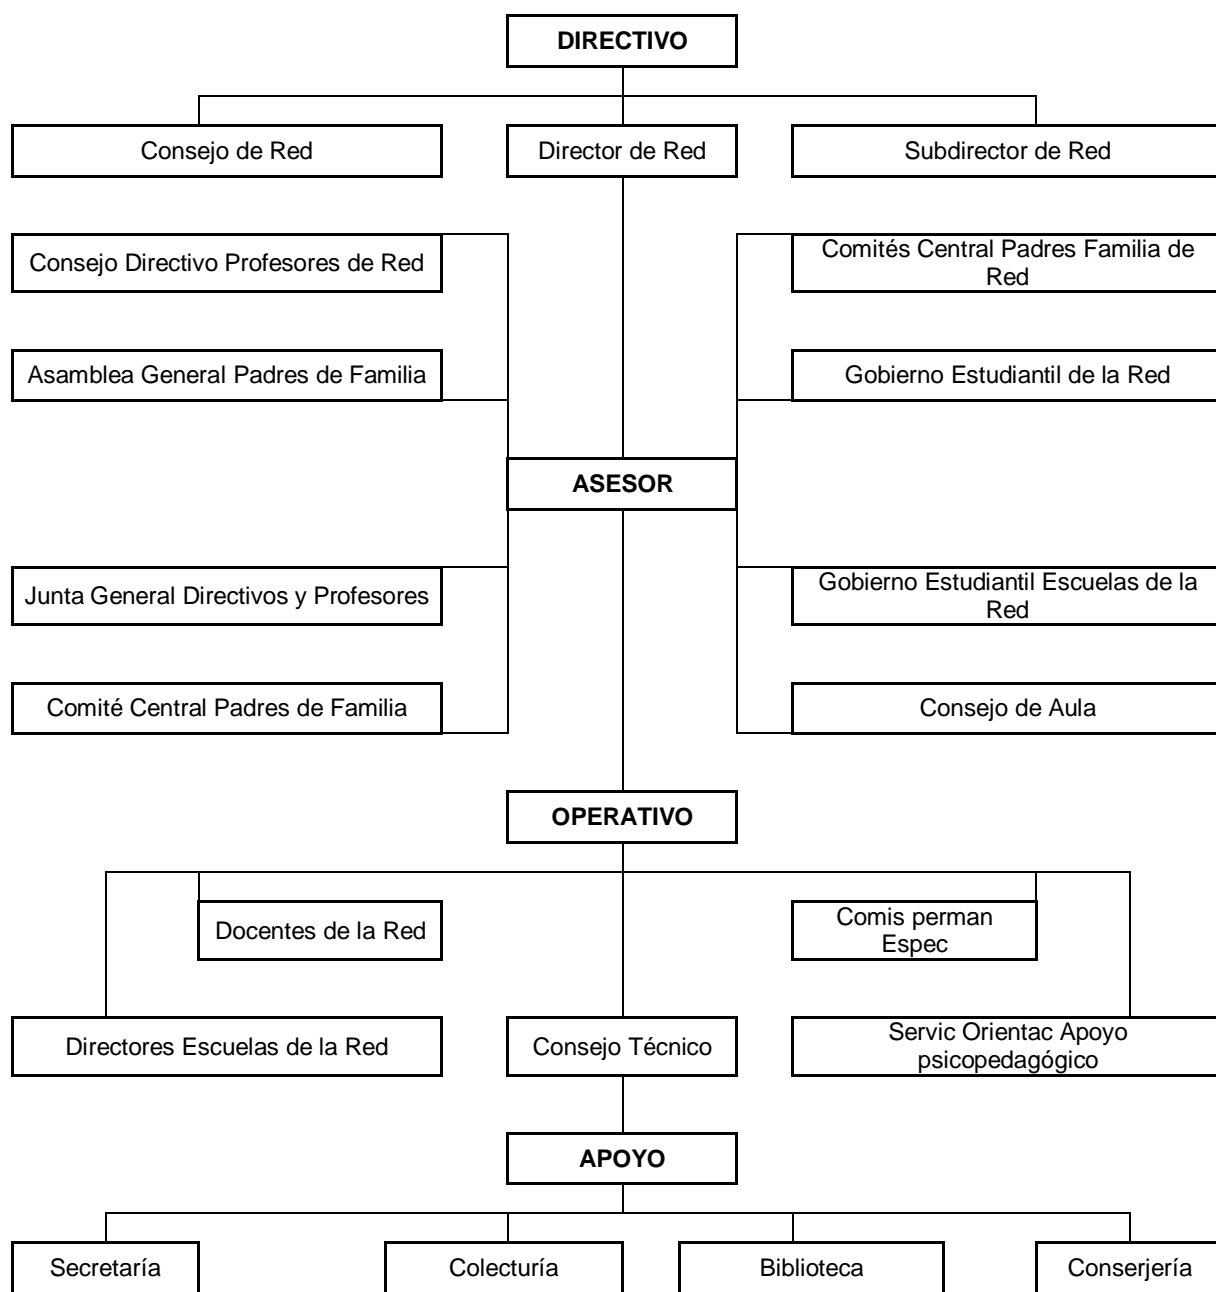 DIRECTIVO
Consejo de Red
Director de Red
Subdirector de Red
Consejo Directivo Profesores de Red
Comités Central Padres Familia de
Red
Asamblea General Padres de Familia
Gobierno Estudiantil de la Red
ASESOR
Junta General Directivos y Profesores
Gobierno Estudiantil Escuelas de la
Red
Comité Central Padres de Familia
Consejo de Aula
OPERATIVO
Docentes de la Red
Comis perman
Espec
Directores Escuelas de la Red
Consejo Técnico
Servic Orientac Apoyo
psicopedagógico
APOYO
Secretaría
Colecturía
Biblioteca
Conserjería